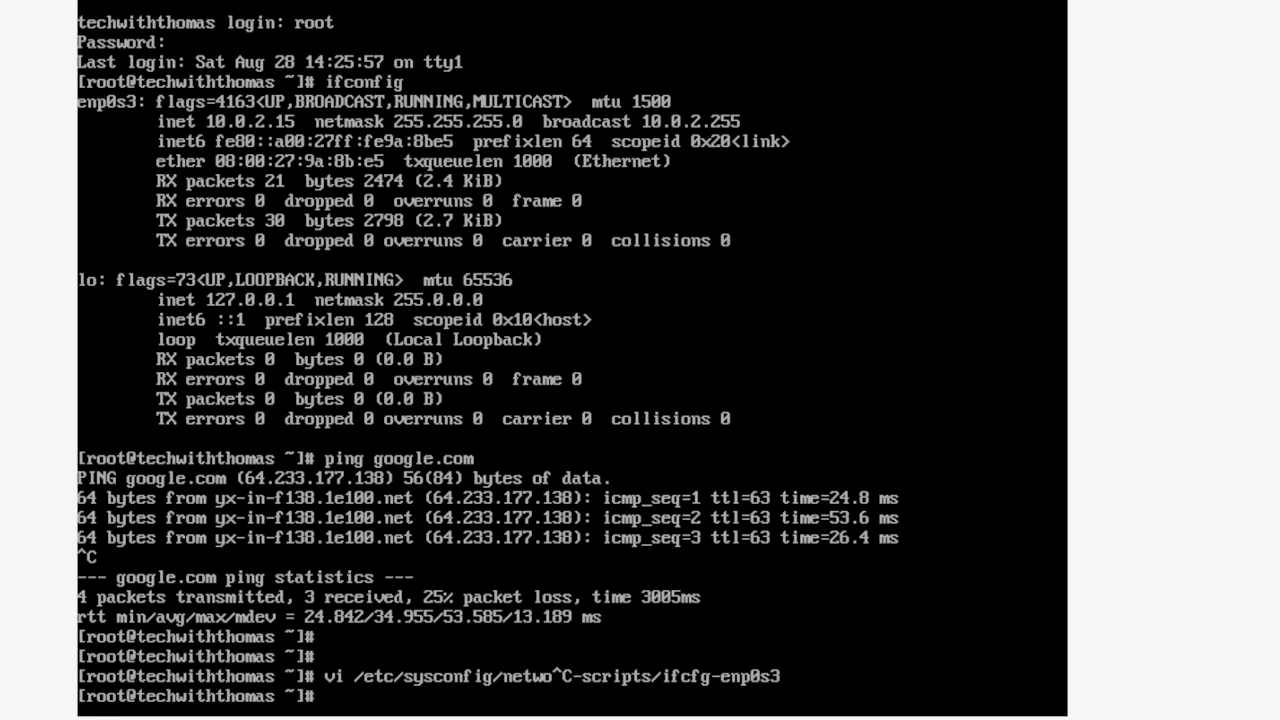 techwiththomas login: root
Password:
Last login: Sat Aug 28 14:25:57 on tty1
[root@techwiththomas ~]# ifconfig
enp0s3: flags=4163<UP,BROADCAST,RUNNING,MULTICAST>  mtu 1500
        inet 10.0.2.15  netmask 255.255.255.0  broadcast 10.0.2.255
        inet6 fe80::a00:27ff:fe9a:8be5  prefixlen 64  scopeid 0x20<link>
        ether 08:00:27:9a:8b:e5  txqueuelen 1000  (Ethernet)
        RX packets 21  bytes 2474 (2.4 KiB)
        RX errors 0  dropped 0  overruns 0  frame 0
        TX packets 30  bytes 2798 (2.7 KiB)
        TX errors 0  dropped 0 overruns 0  carrier 0  collisions 0
lo: flags=73<UP,LOOPBACK,RUNNING>  mtu 65536
        inet 127.0.0.1  netmask 255.0.0.0
        inet6 ::1  prefixlen 128  scopeid 0x10<host>
        loop  txqueuelen 1000  (Local Loopback)
        RX packets 0  bytes 0 (0.0 B)
        RX errors 0  dropped 0  overruns 0  frame 0
        TX packets 0  bytes 0 (0.0 B)
        TX errors 0  dropped 0 overruns 0  carrier 0  collisions 0
[root@techwiththomas ~]# ping google.com
PING google.com (64.233.177.138) 56(84) bytes of data.
64 bytes from yx-in-f138.1e100.net (64.233.177.138): icmp_seq=1 ttl=63 time=24.8 ms
64 bytes from yx-in-f138.1e100.net (64.233.177.138): icmp_seq=2 ttl=63 time=53.6 ms
64 bytes from yx-in-f138.1e100.net (64.233.177.138): icmp_seq=3 ttl=63 time=26.4 ms
^C
--- google.com ping statistics ---
4 packets transmitted, 3 received, 25% packet loss, time 3005ms
rtt min/avg/max/mdev = 24.842/34.955/53.585/13.189 ms
[root@techwiththomas ~]#
[root@techwiththomas ~]#
[root@techwiththomas ~]# vi /etc/sysconfig/netwo^C-scripts/ifcfg-enp0s3
[root@techwiththomas ~]#